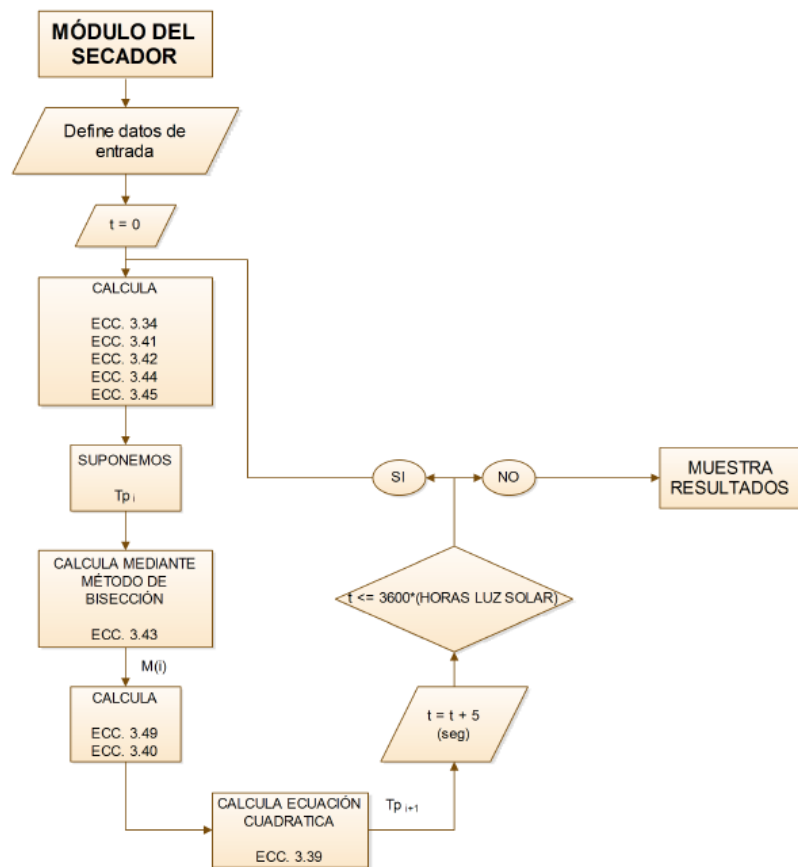 MÓDULO DEL
SECADOR
Define datos de
entrada
t = 0
CALCULA
ECC. 3.34
ECC. 3.41
ECC. 3.42
ECC. 3.44
ECC. 3.45
SUPONEMOS
Tp i
CALCULA MEDIANTE
MÉTODO DE
BISECCIÓN
ECC. 3.43
M(i)
CALCULA
ECC. 3.49
ECC. 3.40
CALCULA ECUACIÓN
CUADRATICA
ECC. 3.39
Tp i+1
t = t + 5
(seg)
t <= 3600*(HORAS LUZ SOLAR)
SI
NO
MUESTRA
RESULTADOS